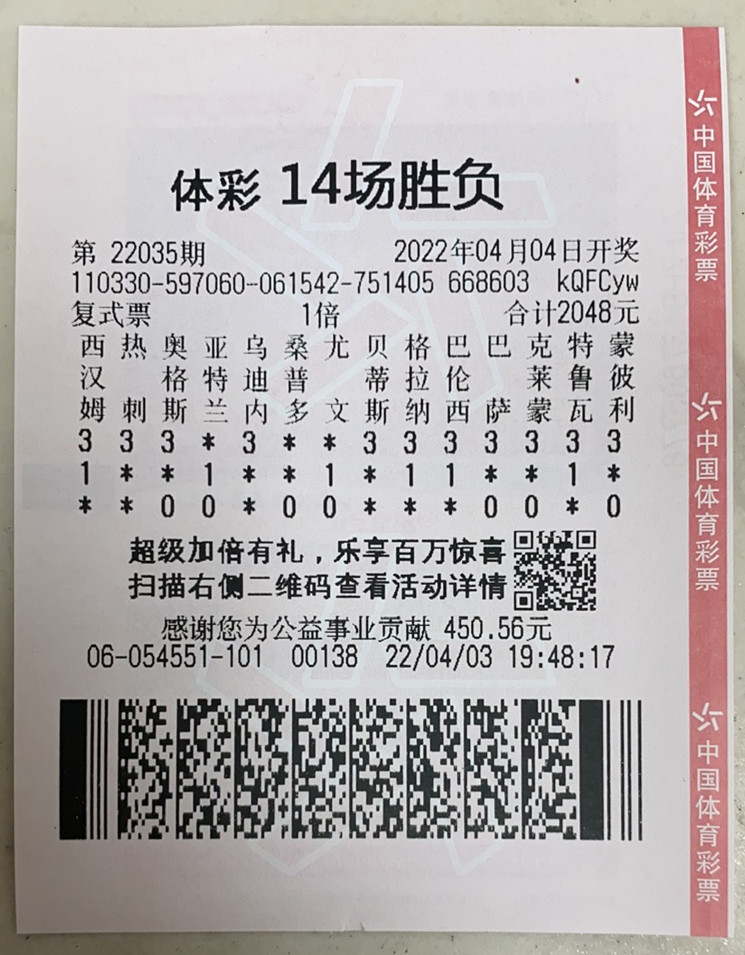 体彩 14场胜负
第 22035期 2022年04月04日开奖
110330-597060-061542-751405 668603 kQFCyw
复式票 1倍 合计2048元
西 热 奥 亚 乌 桑 尤 贝 格 巴 巴 克 特 蒙
汉 格 特 迪 普 蒂 拉 伦 莱 鲁 彼
姆 刺 斯 兰 内 多 文 斯 纳 西 萨 蒙 瓦 利
3 3 3 * 3 * * 3 3 3 3 3 3 3
1 * * 1 * * 1 * 1 1 * * 1 *
* * 0 0 * 0 0 * * * 0 0 * 0
超级加倍有礼，乐享百万惊喜
扫描右侧二维码查看活动详情
感谢您为公益事业贡献 450.56元
06-054551-101 00138 22/04/03 19:48:17
中国体育彩票
中国体育彩票
中国体育彩票